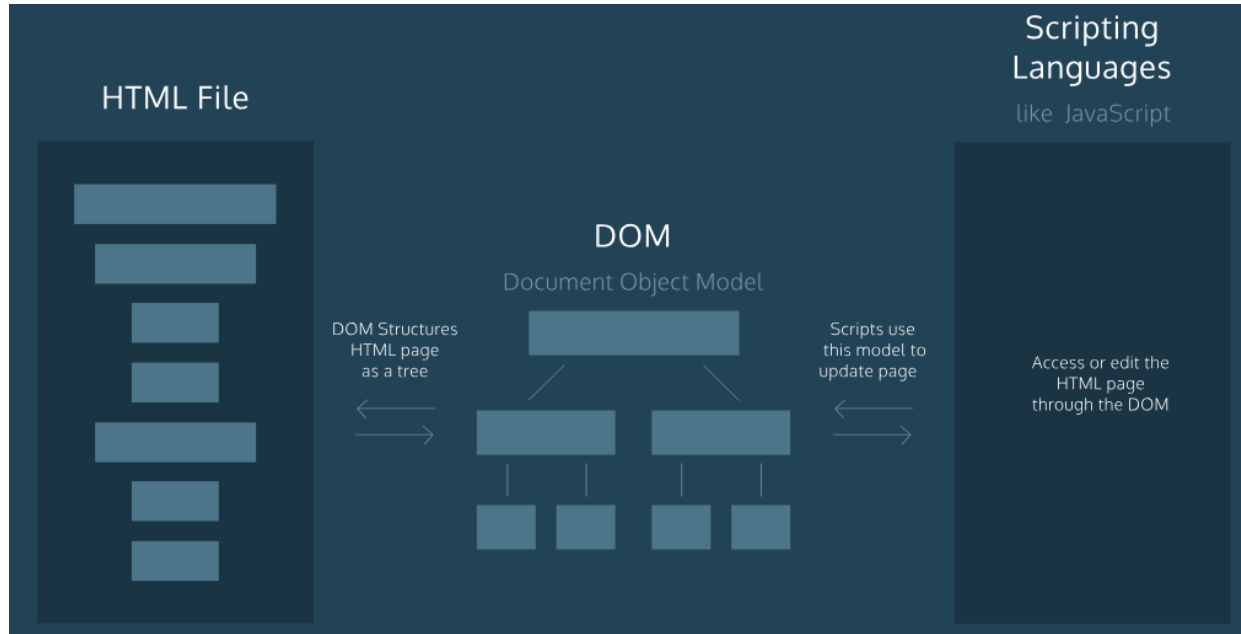 HTML File
DOM Structures
HTML page
as a tree
DOM
Document Object Model
Scripts use
this model to
update page
Scripting
Languages
like JavaScript
Access or edit the
HTML page
through the DOM